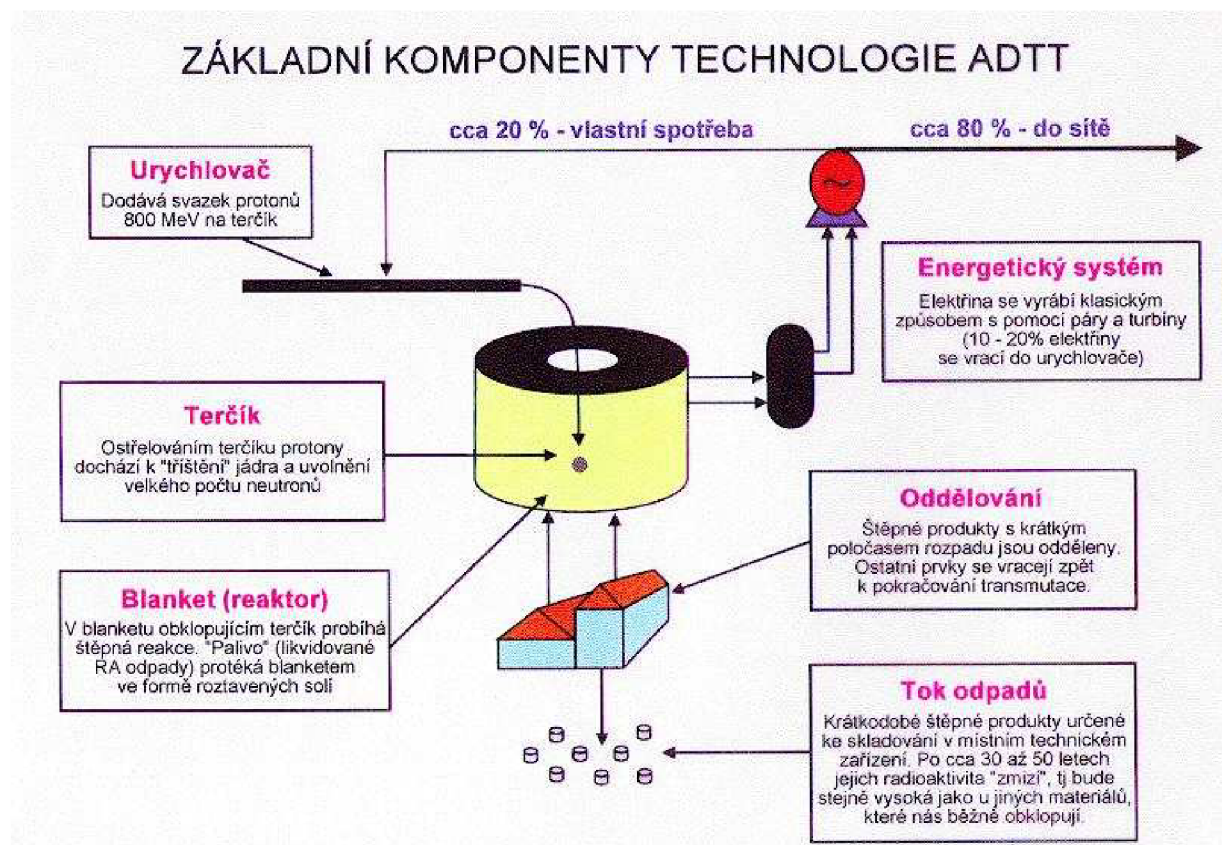 ZÁKLADNÍ KOMPONENTY TECHNOLOGIE ADTT
cca 20 % - vlastní spotřeba
cca 80 % - do sítě
Urychlovač
Dodává svazek protonů
800 MeV na terčík
~
Energetický systém
Elektřina se vyrábí klasickým
způsobem s pomocí páry a turbíny
(10 - 20% elektřiny
se vrací do urychlovače)
Terčík
Ostřelováním terčíku protony
dochází k "tříštění" jádra a uvolnění
velkého počtu neutronů
Oddělování
Štěpné produkty s krátkým
poločasem rozpadu jsou odděleny.
Ostatní prvky se vracejí zpět
k pokračování transmutace.
Blanket (reaktor)
V blanketu obklopujícím terčík probíhá
štěpná reakce. "Palivo" (likvidované
RA odpady) protéká blanketem
ve formě roztavených solí
Tok odpadů
Krátkodobé štěpné produkty určené
ke skladování v místním technickém
zařízení. Po cca 30 až 50 letech
jejich radioaktivita "zmizí", tj bude
stejně vysoká jako u jiných materiálů,
které nás běžně obklopují.